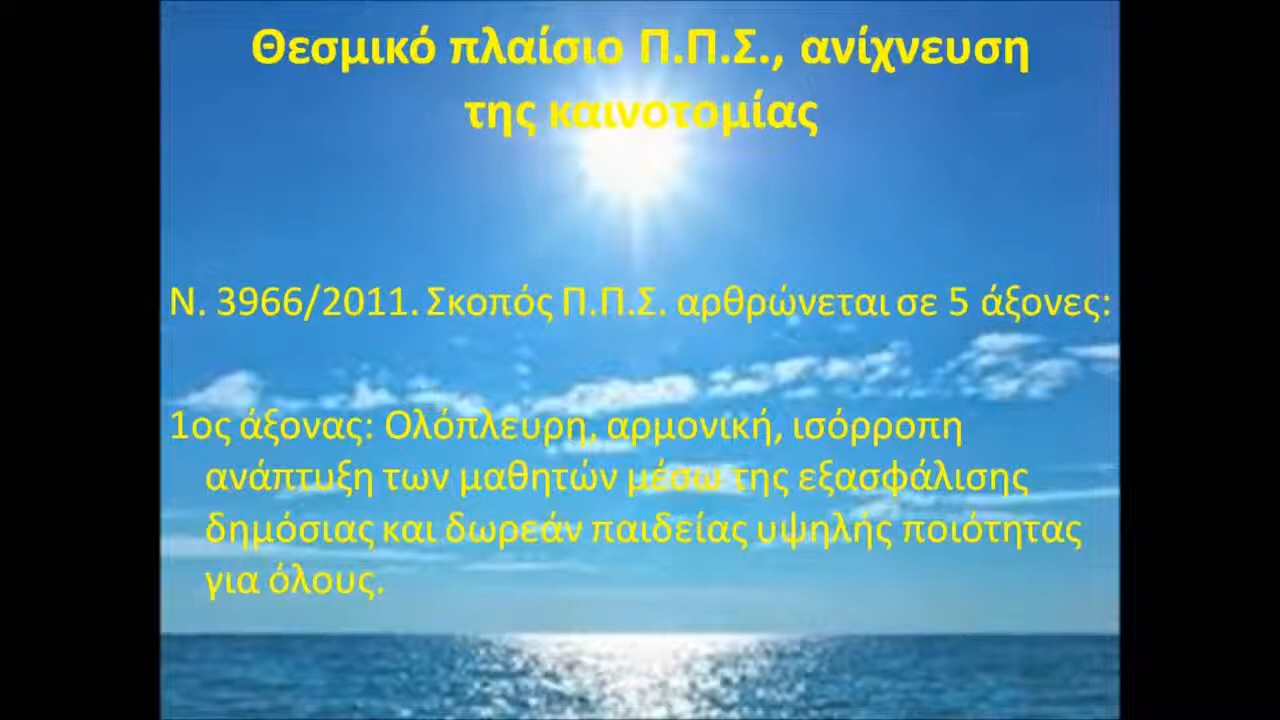 Θεσμικό πλαίσιο Π.Π.Σ., ανίχνευση
της καινοτομίας
Ν. 3966/2011. Σκοπός Π.Π.Σ. αρθρώνεται σε 5 άξονες:
1ος άξονας: Ολόπλευρη, αρμονική, ισόρροπη
ανάπτυξη των μαθητών μέσω της εξασφάλισης
δημόσιας και δωρεάν παιδείας υψηλής ποιότητας
για όλους.